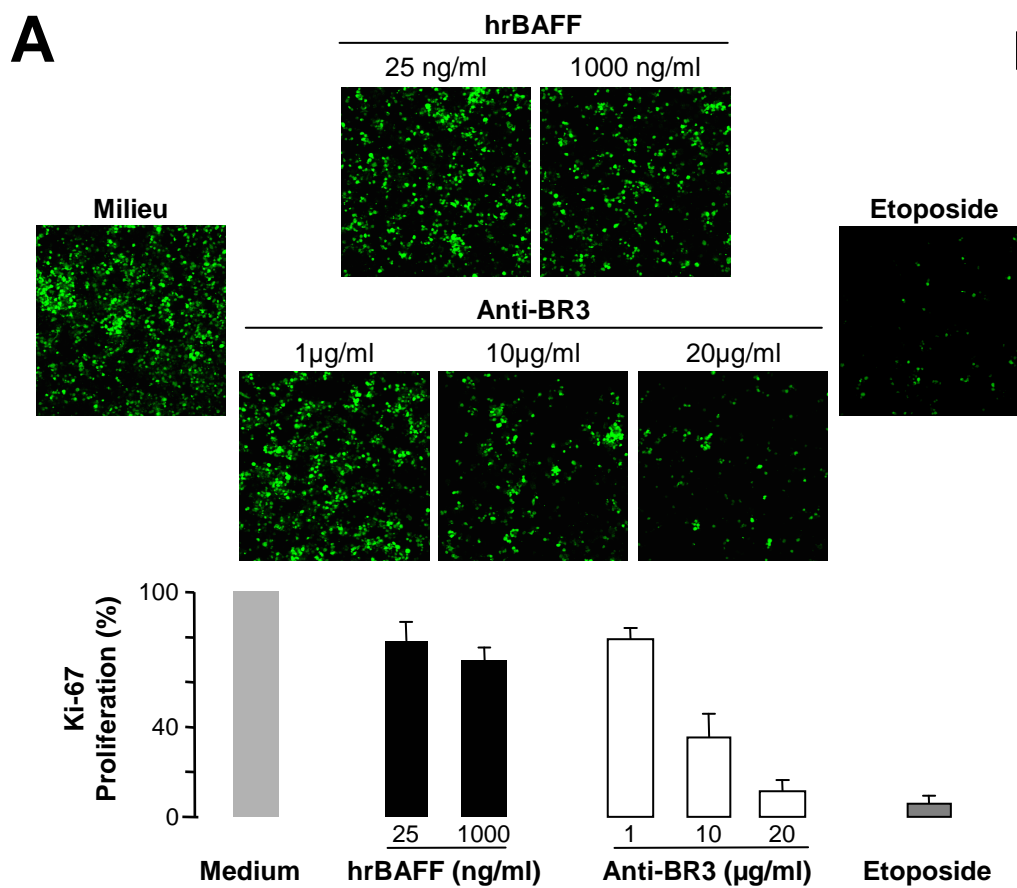 A
hrBAFF
25 ng/ml 1000 ng/ml
Milieu
Etoposide
Anti-BR3
1µg/ml 10µg/ml 20µg/ml
Ki-67
Proliferation (%)
100
40
0
25 1000 1 10 20
Medium hrBAFF (ng/ml) Anti-BR3 (µg/ml) Etoposide